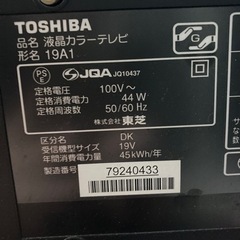 TOSHIBA
品名 液晶カラーテレビ
形名 19A1
PS
E
JQA JQ10437
定格電圧： 100V～
定格消費電力： 44W
定格周波数： 50/60Hz
株式会社 東芝
区分名： DK
受信機型サイズ： 19V
年間消費電力量： 45kWh/年
製造番号： 79240433
G